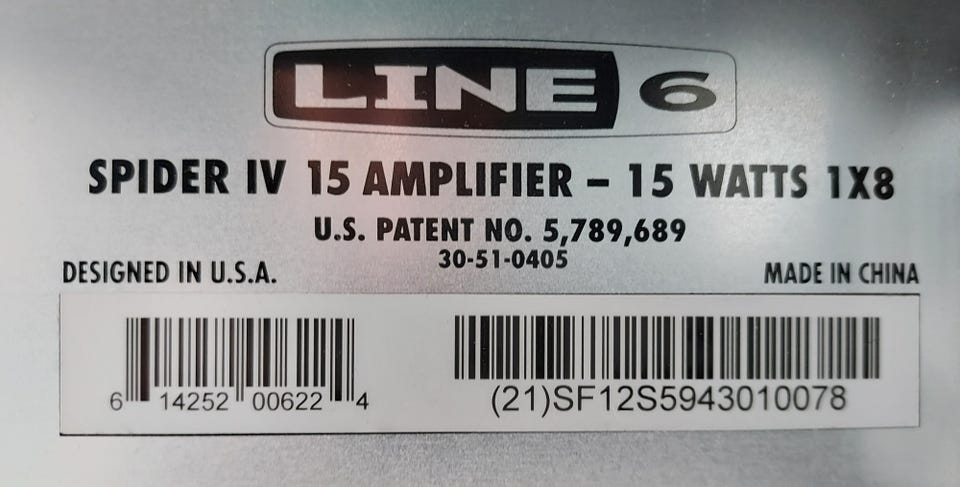 LINE 6
SPIDER IV 15 AMPLIFIER – 15 WATTS 1X8
U.S. PATENT NO. 5,789,689
30-51-0405
DESIGNED IN U.S.A.
MADE IN CHINA
6 14252 00622 4
(21)SF12S5943010078